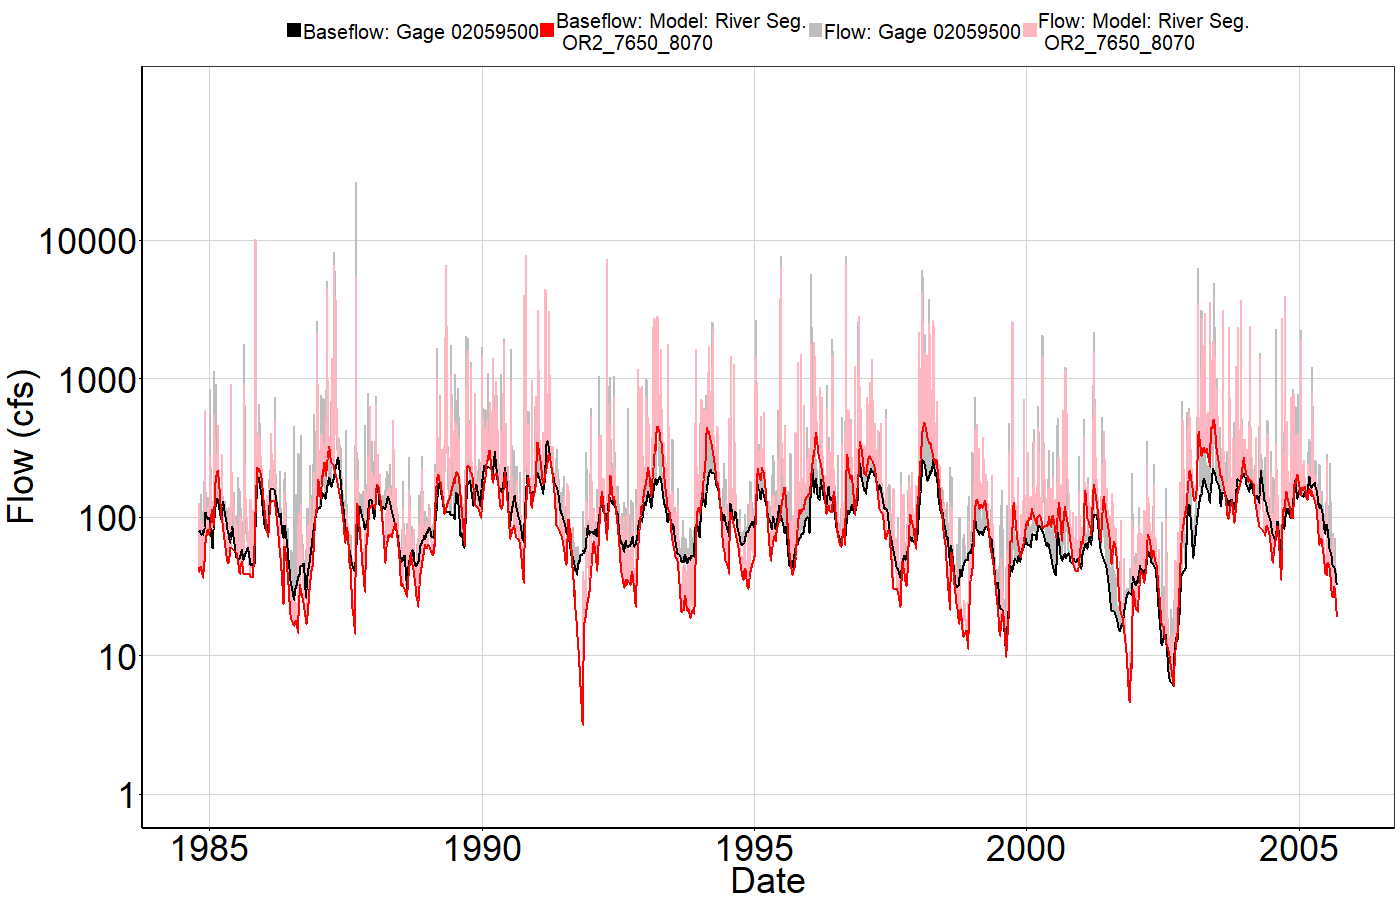 Baseflow: Gage 02059500 Baseflow: Model: River Seg. Flow: Gage 02059500 Flow: Model: River Seg.
OR2_7650_8070 OR2_7650_8070
10000
1000
100
10
1
Flow (cfs)
1985 1990 1995 2000 2005
Date